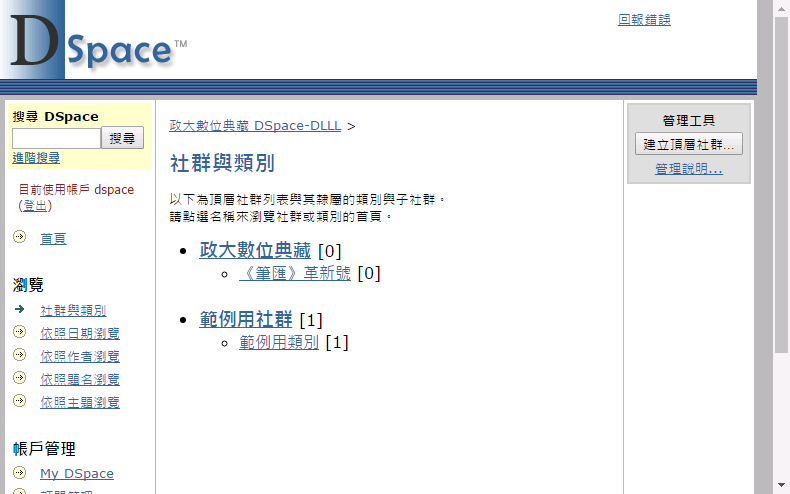 DSpace™
回報錯誤
搜尋 DSpace
搜尋
進階搜尋
目前使用帳戶 dspace
(登出)
首頁
瀏覽
社群與類別
依照日期瀏覽
依照作者瀏覽
依照題名瀏覽
依照主題瀏覽
帳戶管理
My DSpace
政大數位典藏 DSpace-DLLL >
社群與類別
以下為頂層社群列表與其隸屬的類別與子社群。
請點選名稱來瀏覽社群或類別的首頁。
政大數位典藏 [0]
《筆匯》革新號 [0]
範例用社群 [1]
範例用類別 [1]
管理工具
建立頂層社群...
管理說明...